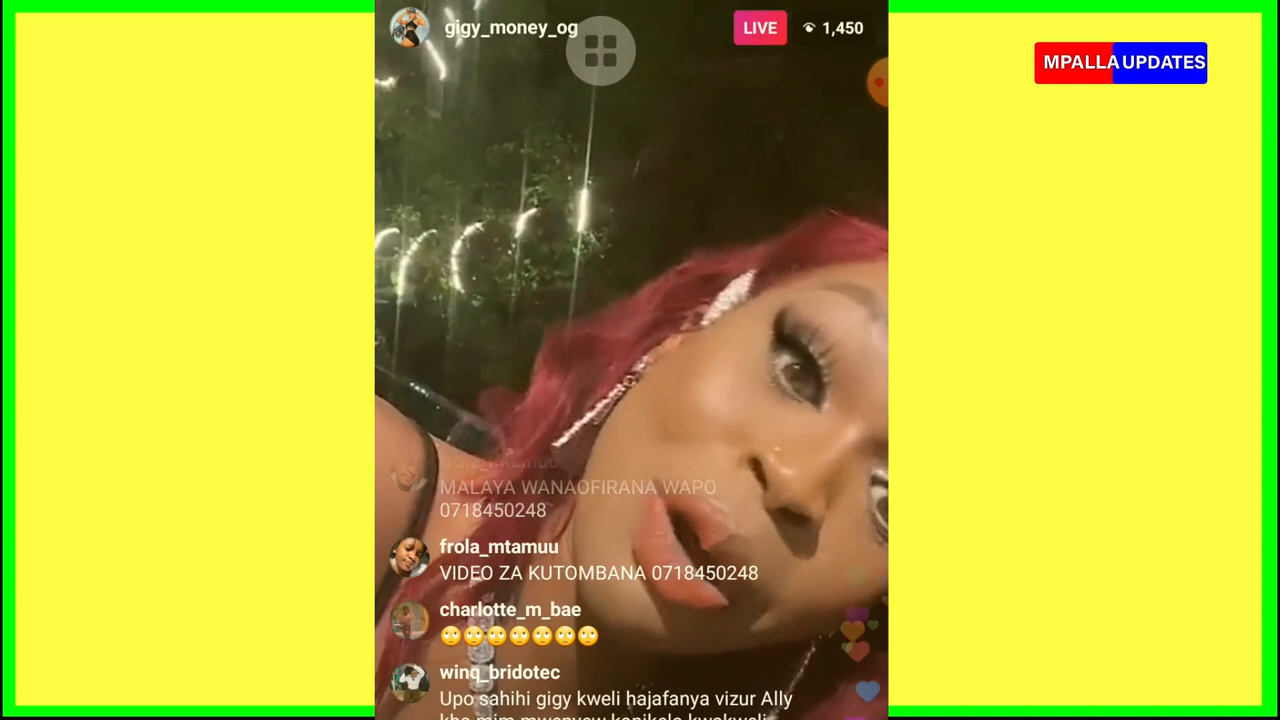 gigy_money_og
LIVE
1,450
MPALLA UPDATES
MALAYA WANAOFIRANA WAPO
0718450248
frola_mtamuu
VIDEO ZA KUTOMBANA 0718450248
charlotte_m_bae
🙄🙄🙄🙄🙄🙄🙄
winq_bridotec
Upo sahihi gigy kweli hajafanya vizur Ally